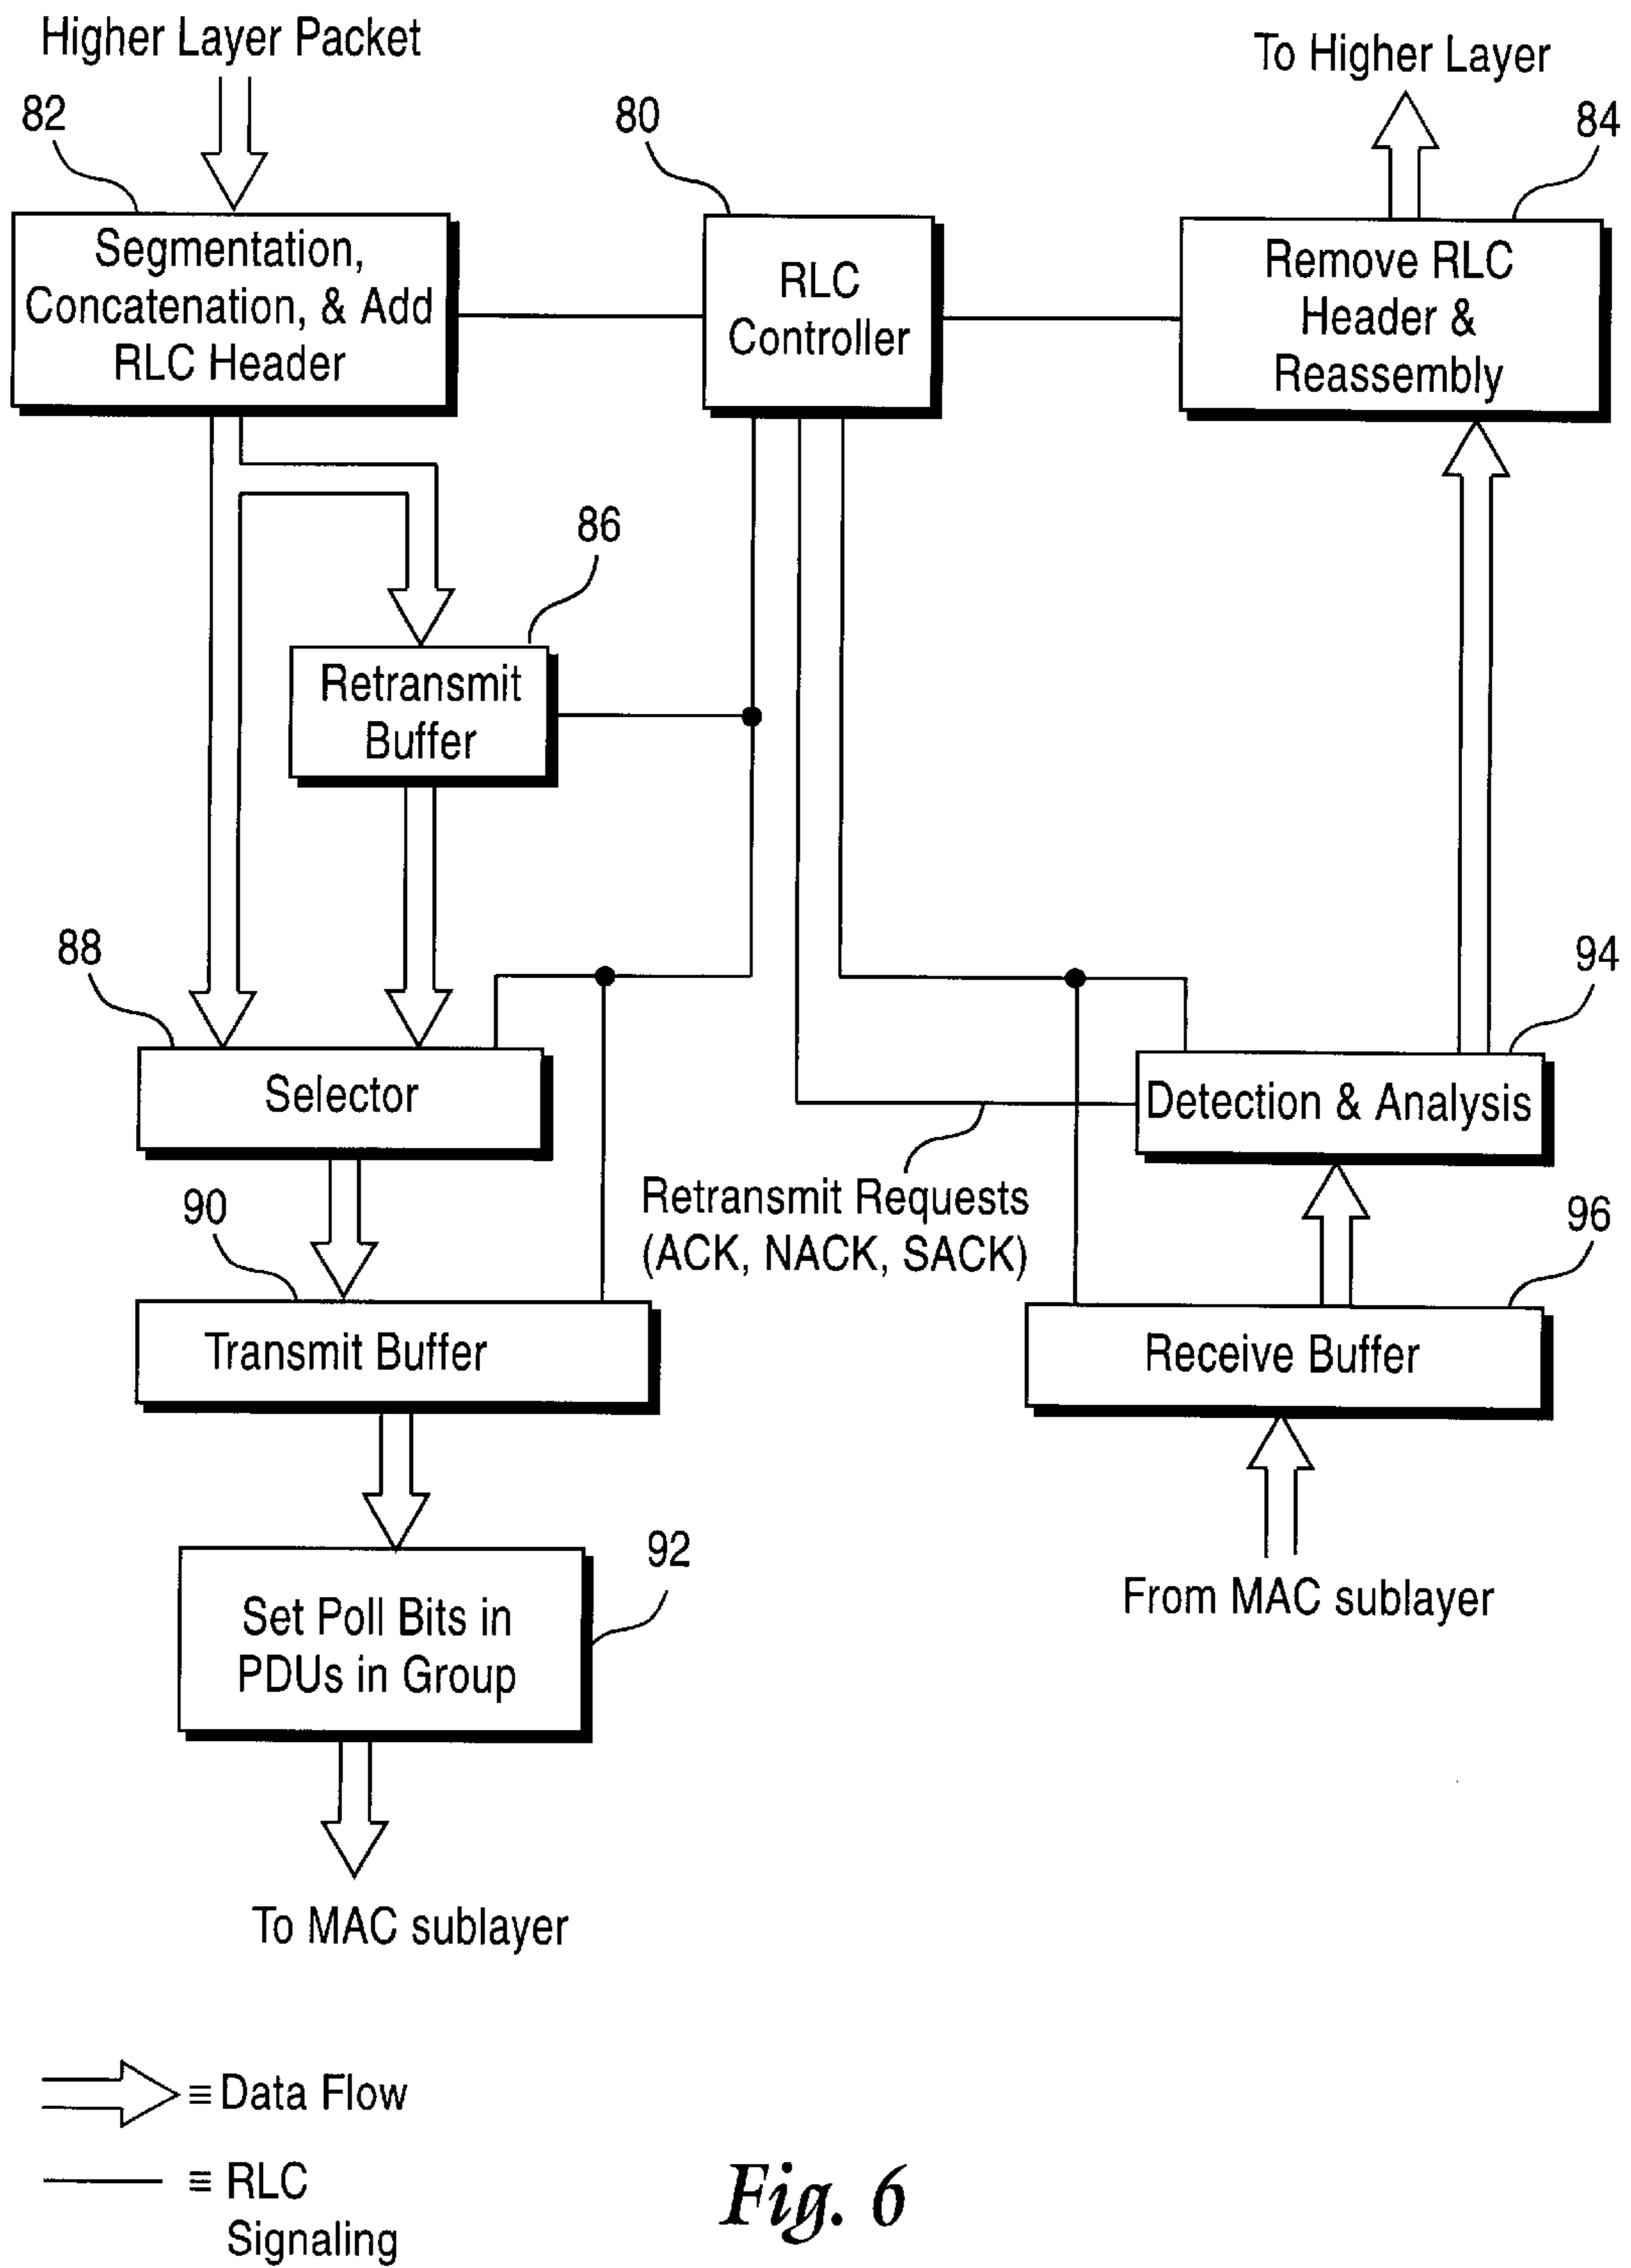 Higher Layer Packet
To Higher Layer
82
80
84
Segmentation,
Concatenation, & Add
RLC Header
RLC
Controller
Remove RLC
Header &
Reassembly
86
Retransmit
Buffer
88
94
Selector
Detection & Analysis
Retransmit Requests
(ACK, NACK, SACK)
90
96
Transmit Buffer
Receive Buffer
92
Set Poll Bits in
PDUs in Group
From MAC sublayer
To MAC sublayer
≡ Data Flow
≡ RLC
Signaling
Fig. 6